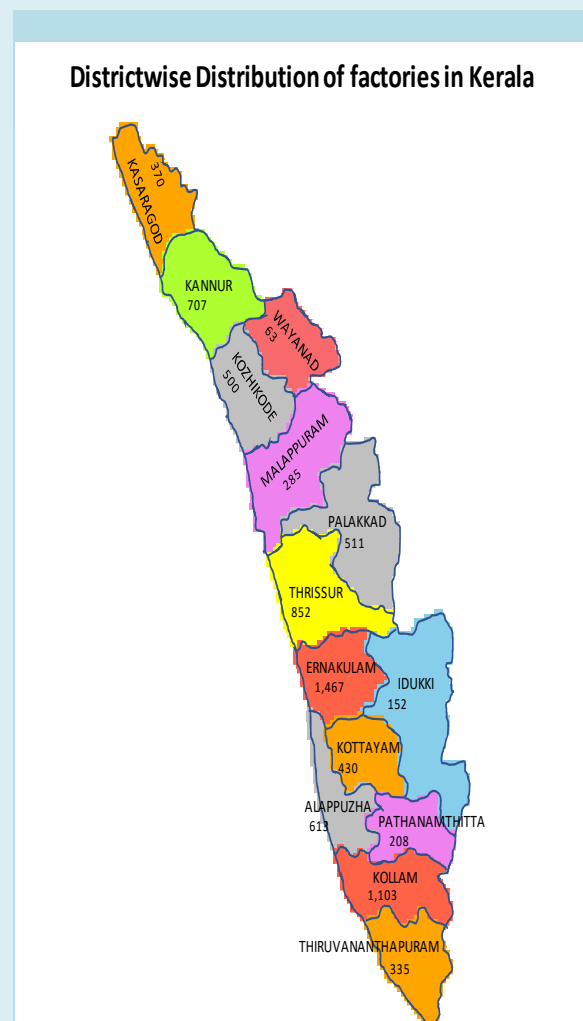 Districtwise Distribution of factories in Kerala
370
KASARAGOD
KANNUR
707
WAYANAD
63
KOZHIKODE
500
MALAPPURAM
285
PALAKKAD
511
THRISSUR
852
ERNAKULAM
1,467
IDUKKI
152
KOTTAYAM
430
ALAPPUZHA
613
PATHANAMTHITTA
208
KOLLAM
1,103
THIRUVANANTHAPURAM
335